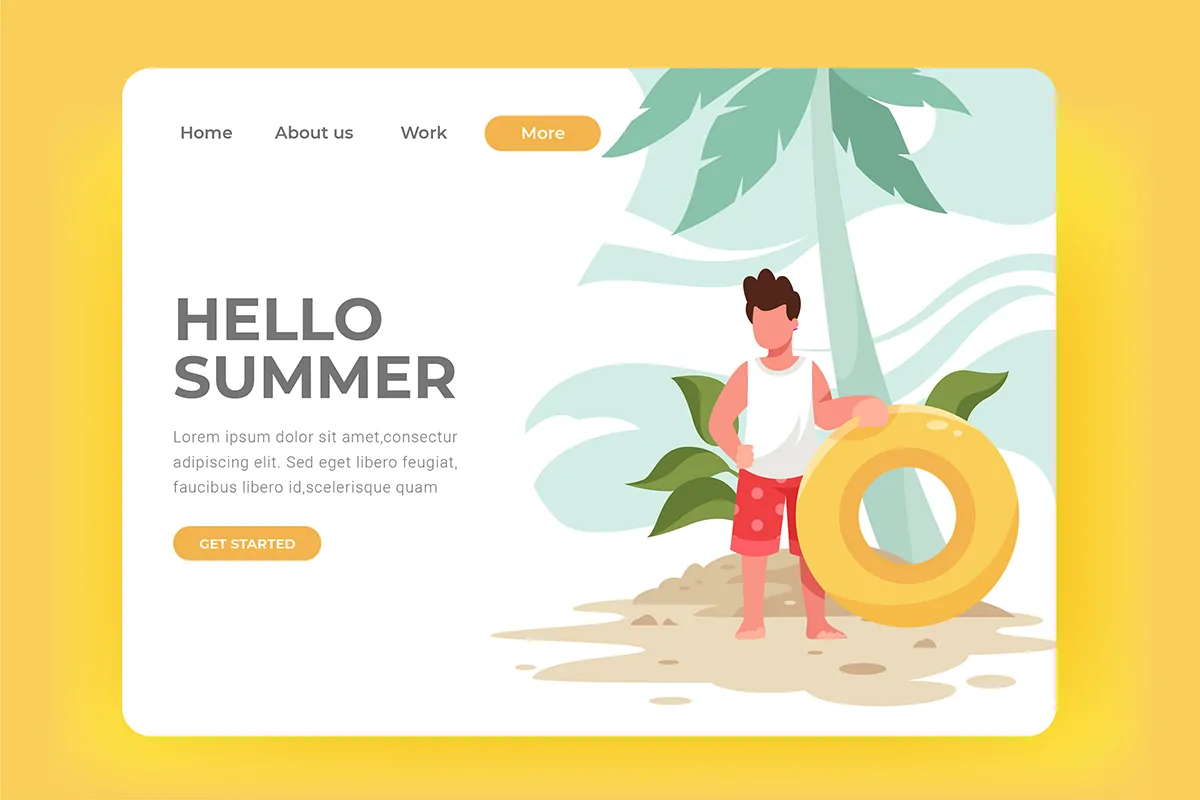 Home About us Work More
HELLO
SUMMER
Lorem ipsum dolor sit amet,consectur
adipiscing elit. Sed eget libero feugiat,
faucibus libero id,scelerisque quam
GET STARTED